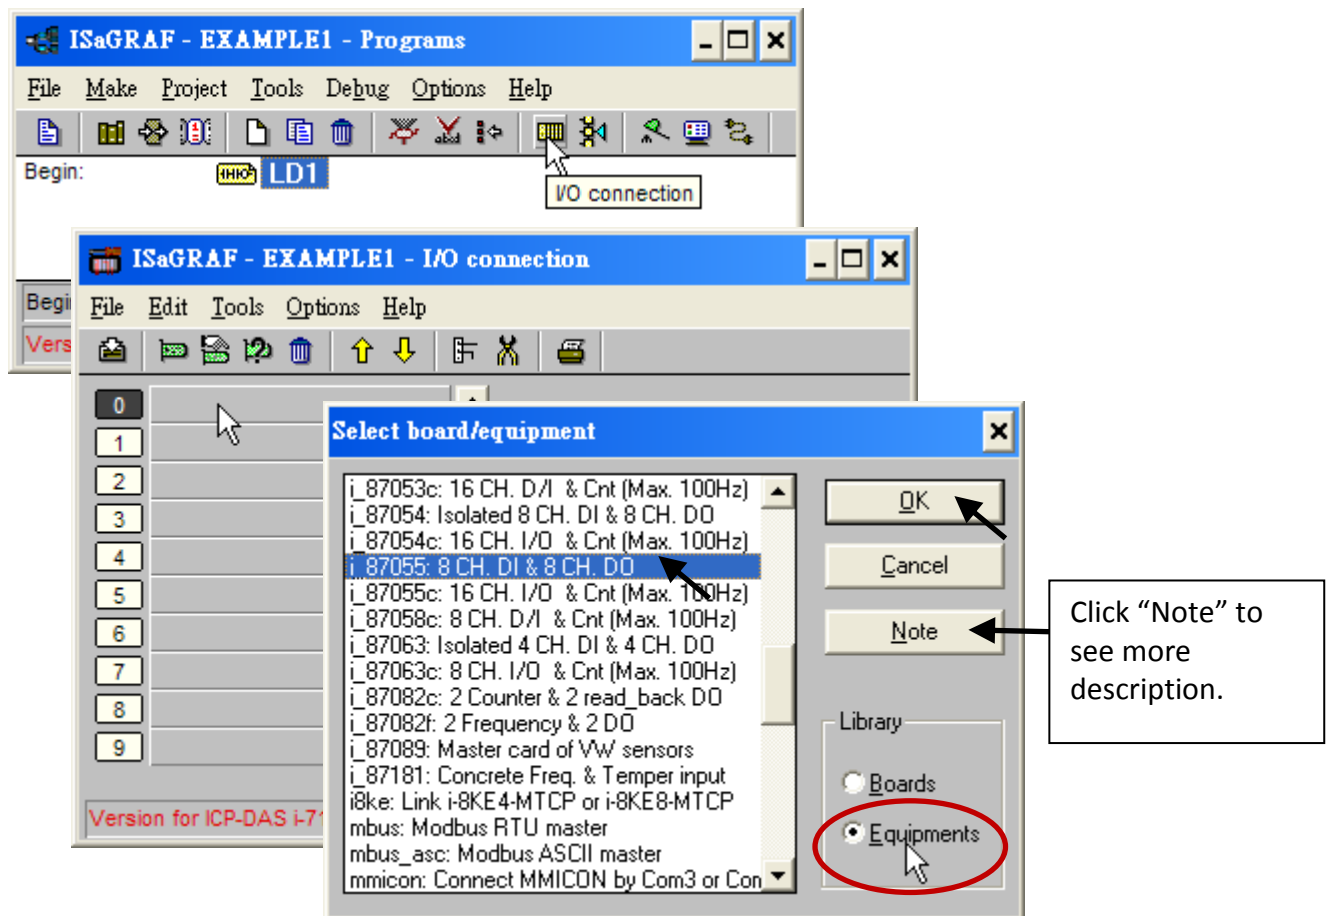 ISaGRAF - EXAMPLE1 - Programs
File Make Project Tools Debug Options Help
Begin: LD1
I/O connection
ISaGRAF - EXAMPLE1 - I/O connection
Begi
File Edit Tools Options Help
Vers
0
1
2
3
4
5
6
7
8
9
Version for ICP-DAS i-71
Select board/equipment
i_87053c: 16 CH. D/I & Cnt (Max. 100Hz)
i_87054: Isolated 8 CH. DI & 8 CH. DO
i_87054c: 16 CH. I/O & Cnt (Max. 100Hz)
i_87055: 8 CH. DI & 8 CH. DO
i_87055c: 16 CH. I/O & Cnt (Max. 100Hz)
i_87058c: 8 CH. D/I & Cnt (Max. 100Hz)
i_87063: Isolated 4 CH. DI & 4 CH. DO
i_87063c: 8 CH. I/O & Cnt (Max. 100Hz)
i_87082c: 2 Counter & 2 read_back DO
i_87082f: 2 Frequency & 2 DO
i_87089: Master card of VW sensors
i_87181: Concrete Freq. & Temper input
i8ke: Link i-8KE4-MTCP or i-8KE8-MTCP
mbus: Modbus RTU master
mbus_asc: Modbus ASCII master
mmicon: Connect MMICON by Com3 or Con
OK
Cancel
Note
Library
Boards
Equipments
Click “Note” to
see more
description.